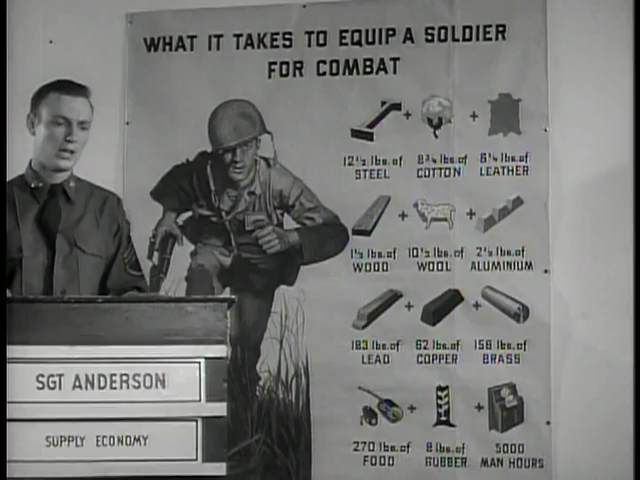 WHAT IT TAKES TO EQUIP A SOLDIER
FOR COMBAT
12½ lbs. of
STEEL
8¾ lbs. of
COTTON
6¼ lbs. of
LEATHER
1½ lbs. of
WOOD
10½ lbs. of
WOOL
2½ lbs. of
ALUMINIUM
183 lbs. of
LEAD
62 lbs. of
COPPER
158 lbs. of
BRASS
270 lbs. of
FOOD
8 lbs. of
RUBBER
5000
MAN HOURS
SGT ANDERSON
SUPPLY ECONOMY